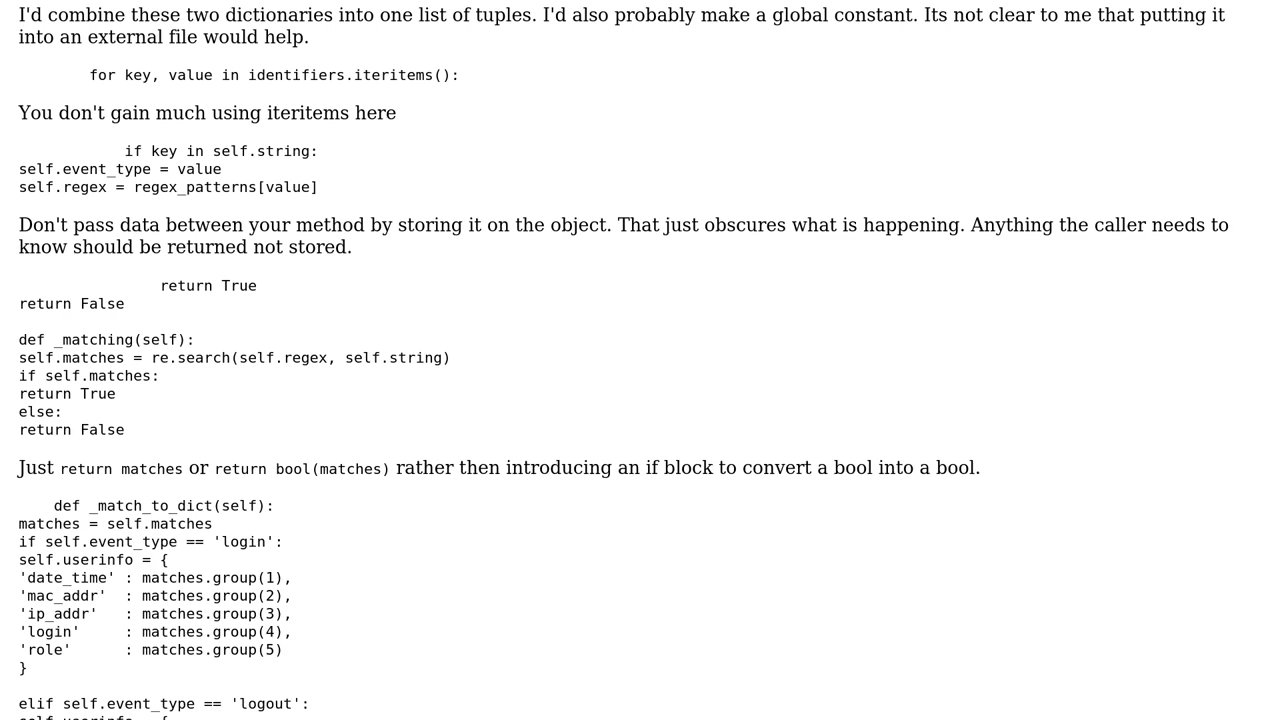 I'd combine these two dictionaries into one list of tuples. I'd also probably make a global constant. Its not clear to me that putting it
into an external file would help.
        for key, value in identifiers.iteritems():
You don't gain much using iteritems here
            if key in self.string:
self.event_type = value
self.regex = regex_patterns[value]
Don't pass data between your method by storing it on the object. That just obscures what is happening. Anything the caller needs to
know should be returned not stored.
                return True
return False
def _matching(self):
self.matches = re.search(self.regex, self.string)
if self.matches:
return True
else:
return False
Just return matches or return bool(matches) rather then introducing an if block to convert a bool into a bool.
    def _match_to_dict(self):
matches = self.matches
if self.event_type == 'login':
self.userinfo = {
'date_time' : matches.group(1),
'mac_addr'  : matches.group(2),
'ip_addr'   : matches.group(3),
'login'     : matches.group(4),
'role'      : matches.group(5)
}
elif self.event_type == 'logout':
self.userinfo = {